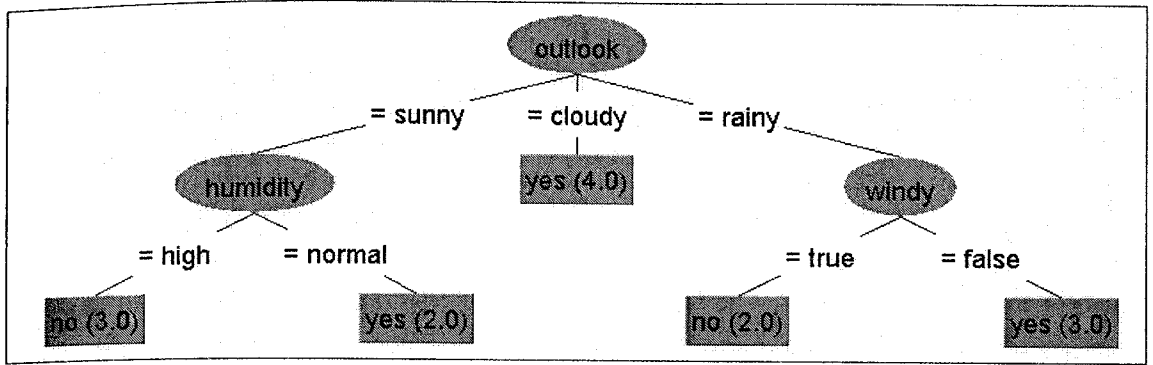 outlook
= sunny
= cloudy
= rainy
humidity
yes (4.0)
windy
= high
= normal
= true
= false
no (3.0)
yes (2.0)
no (2.0)
yes (3.0)